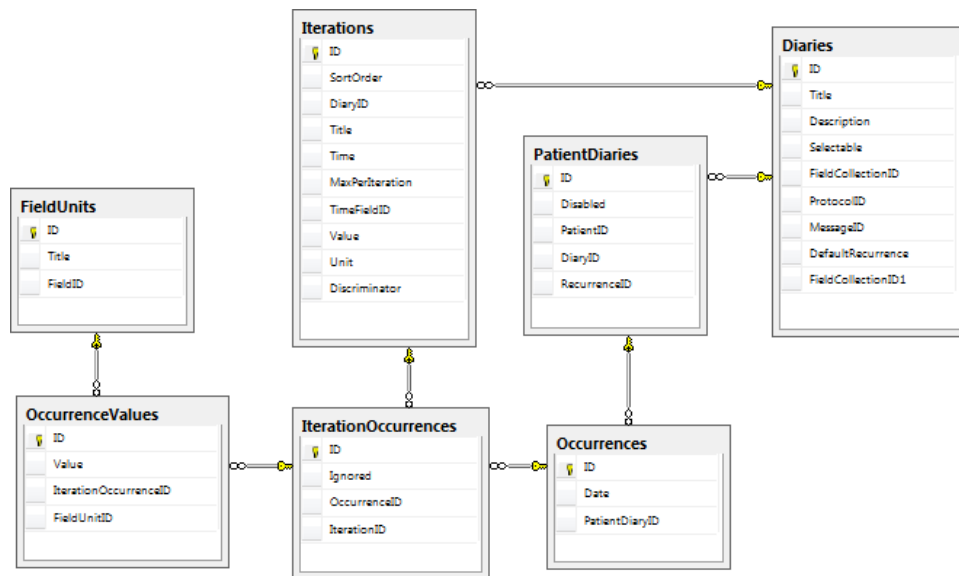 Iterations
ID
SortOrder
DiaryID
Title
Time
MaxPerIteration
TimeFieldID
Value
Unit
Discriminator
Diaries
ID
Title
Description
Selectable
FieldCollectionID
ProtocolID
MessageID
DefaultRecurrence
FieldCollectionID1
PatientDiaries
ID
Disabled
PatientID
DiaryID
RecurrenceID
FieldUnits
ID
Title
FieldID
OccurrenceValues
ID
Value
IterationOccurrenceID
FieldUnitID
IterationOccurrences
ID
Ignored
OccurrenceID
IterationID
Occurrences
ID
Date
PatientDiaryID